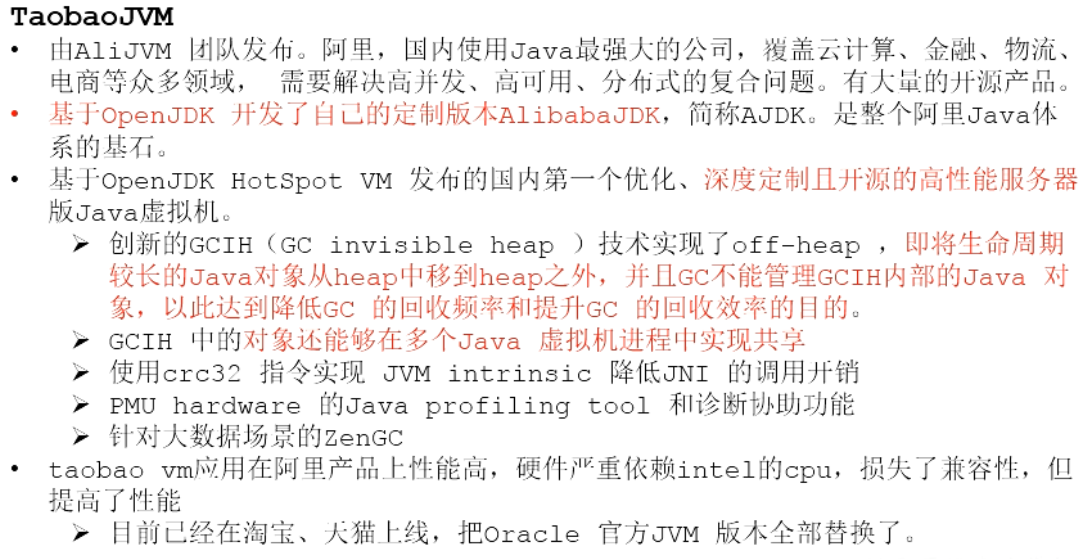 TaobaoJVM
• 由AliJVM 团队发布。阿里，国内使用Java最强大的公司，覆盖云计算、金融、物流、
电商等众多领域， 需要解决高并发、高可用、分布式的复合问题。有大量的开源产品。
• 基于OpenJDK 开发了自己的定制版本AlibabaJDK，简称AJDK。是整个阿里Java体
系的基石。
• 基于OpenJDK HotSpot VM 发布的国内第一个优化、深度定制且开源的高性能服务器
版Java虚拟机。
➢ 创新的GCIH（GC invisible heap ）技术实现了off-heap ，即将生命周期
较长的Java对象从heap中移到heap之外，并且GC不能管理GCIH内部的Java 对
象，以此达到降低GC 的回收频率和提升GC 的回收效率的目的。
➢ GCIH 中的对象还能够在多个Java 虚拟机进程中实现共享
➢ 使用crc32 指令实现 JVM intrinsic 降低JNI 的调用开销
➢ PMU hardware 的Java profiling tool 和诊断协助功能
➢ 针对大数据场景的ZenGC
• taobao vm应用在阿里产品上性能高，硬件严重依赖intel的cpu，损失了兼容性，但
提高了性能
➢ 目前已经在淘宝、天猫上线，把Oracle 官方JVM 版本全部替换了。